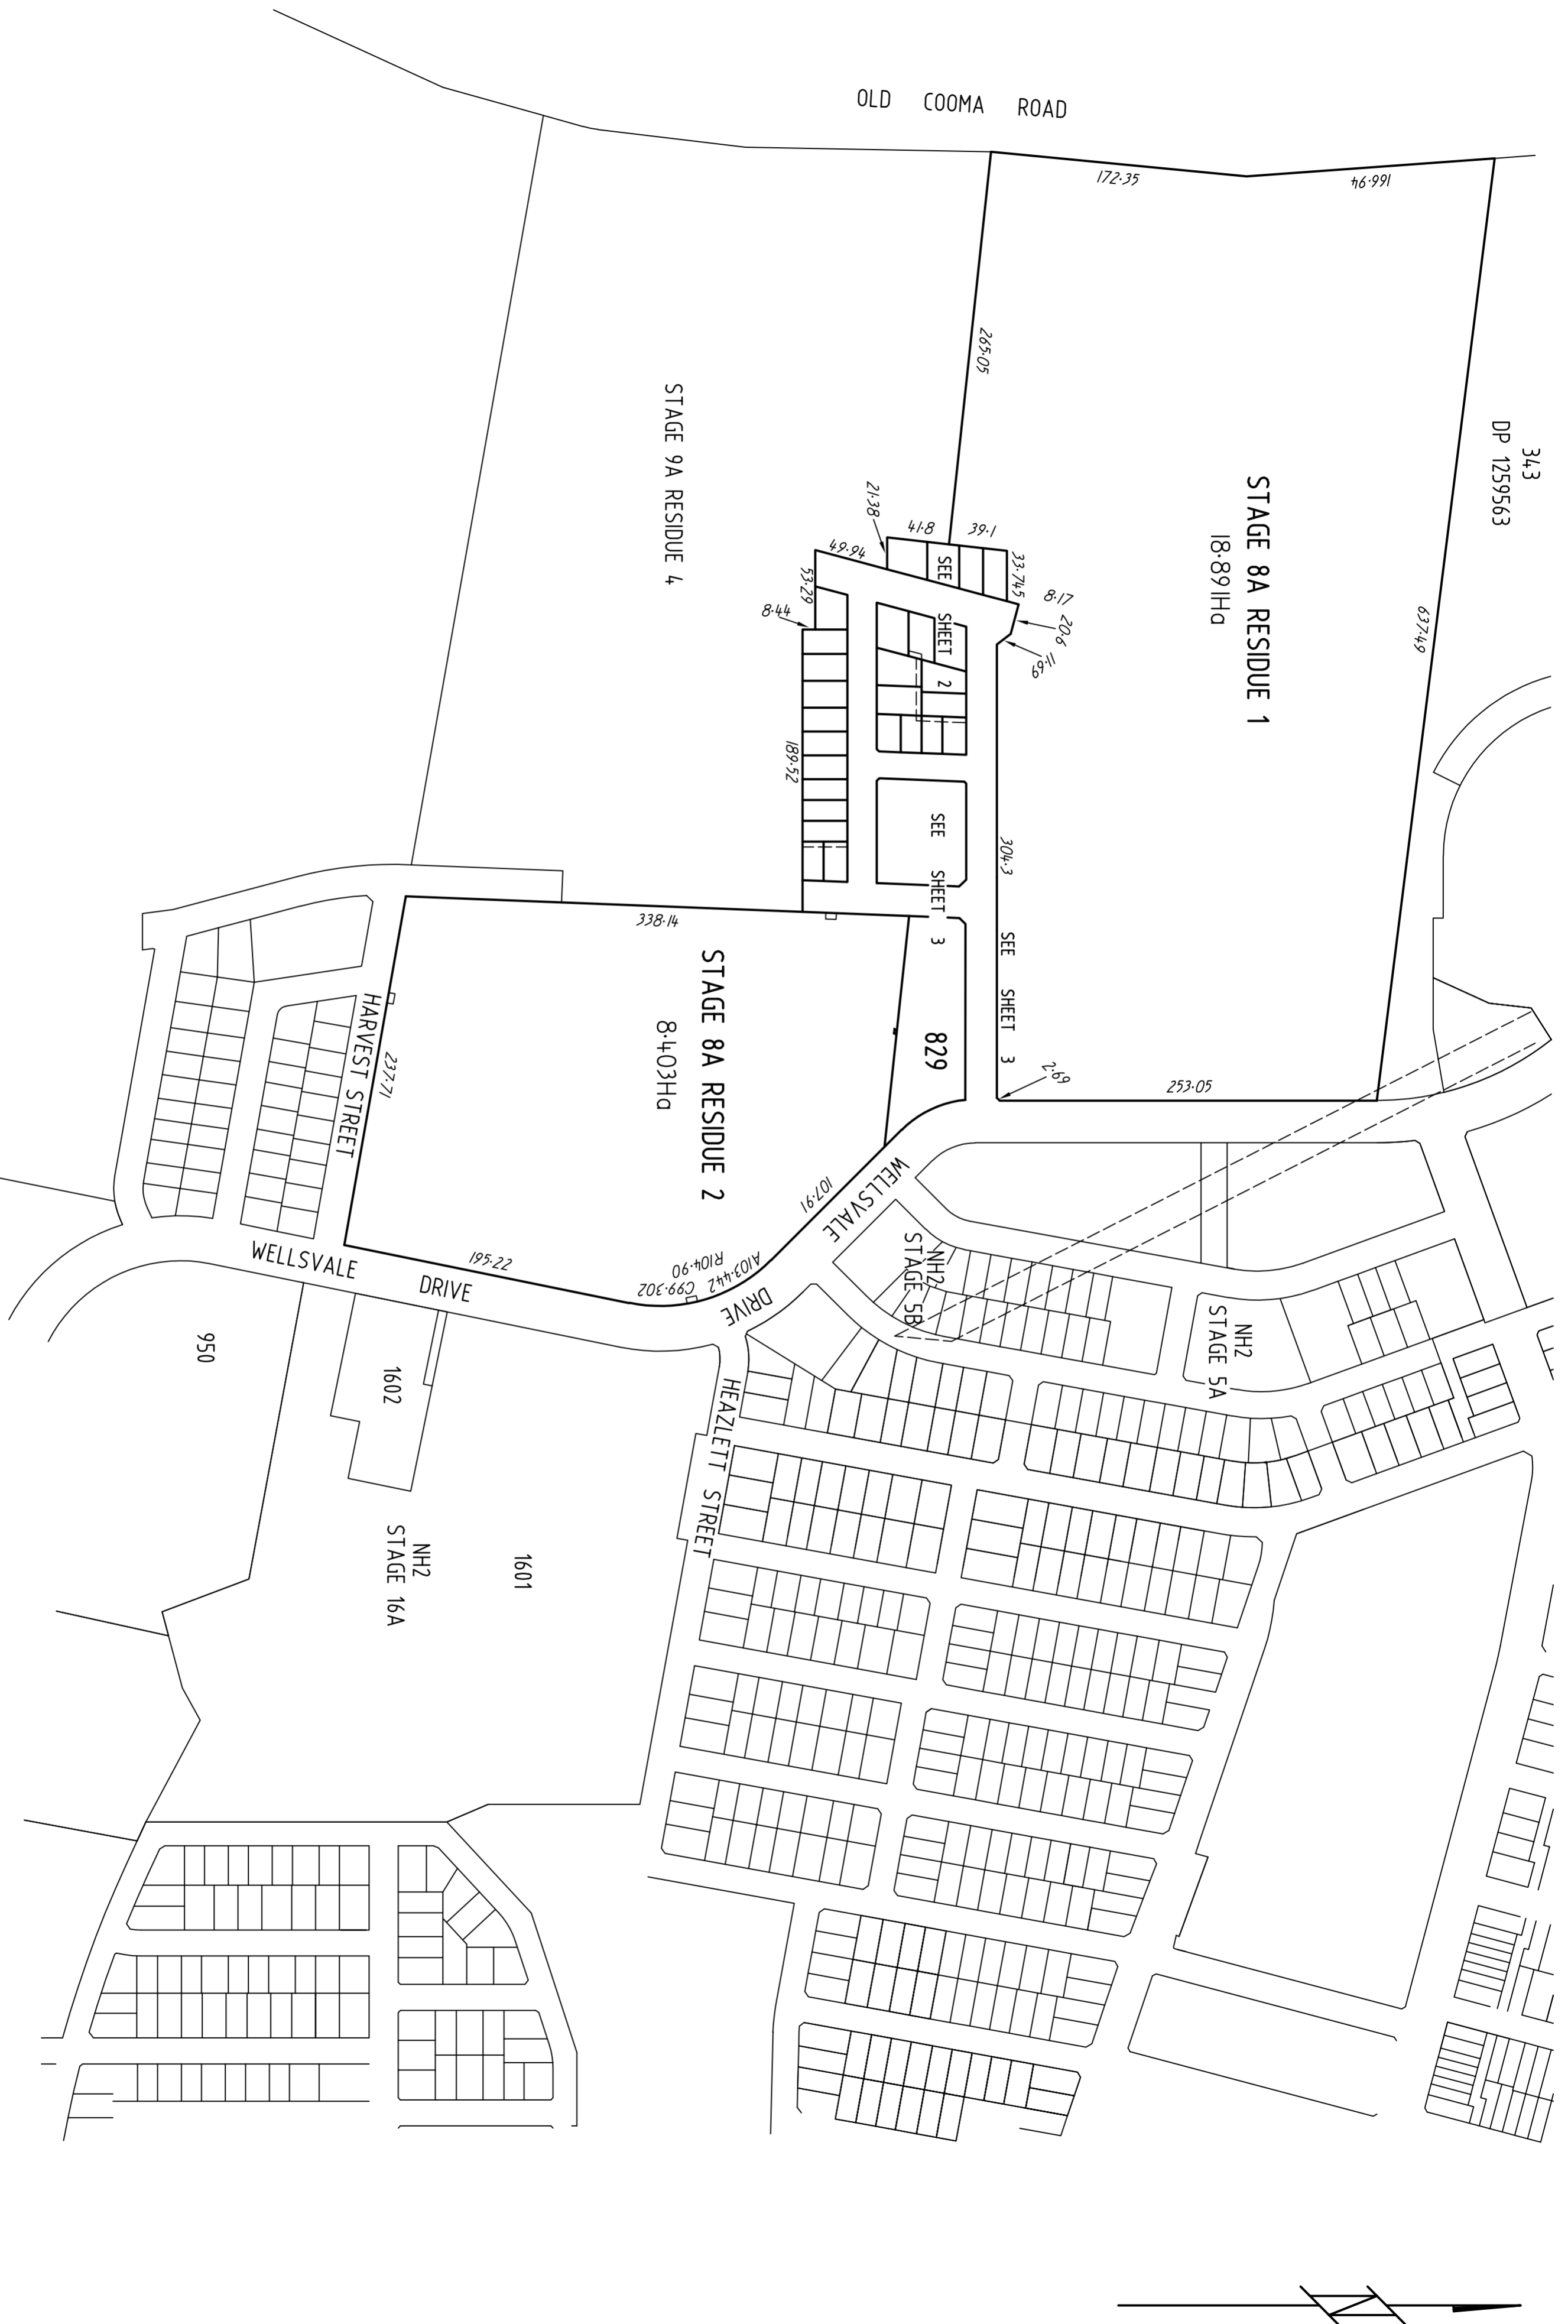 OLD COOMA ROAD
172·35
166·94
265·05
637·49
343
DP 1259563
STAGE 8A RESIDUE 1
18·891Ha
STAGE 9A RESIDUE 4
21·38
41·8
39·1
33·745
8·17
20·6
11·69
49·94
53·29
8·44
SEE SHEET 2
189·52
304·3
SEE SHEET 3
SEE SHEET 3
829
2·69
253·05
338·14
STAGE 8A RESIDUE 2
8·403Ha
HARVEST STREET
237·71
107·91
WELLSVALE DRIVE
195·22
A103·442
R104·90
C99·302
WELLSVALE DRIVE
NH2
STAGE 5B
NH2
STAGE 5A
950
1602
HEAZLETT STREET
NH2
STAGE 16A
1601